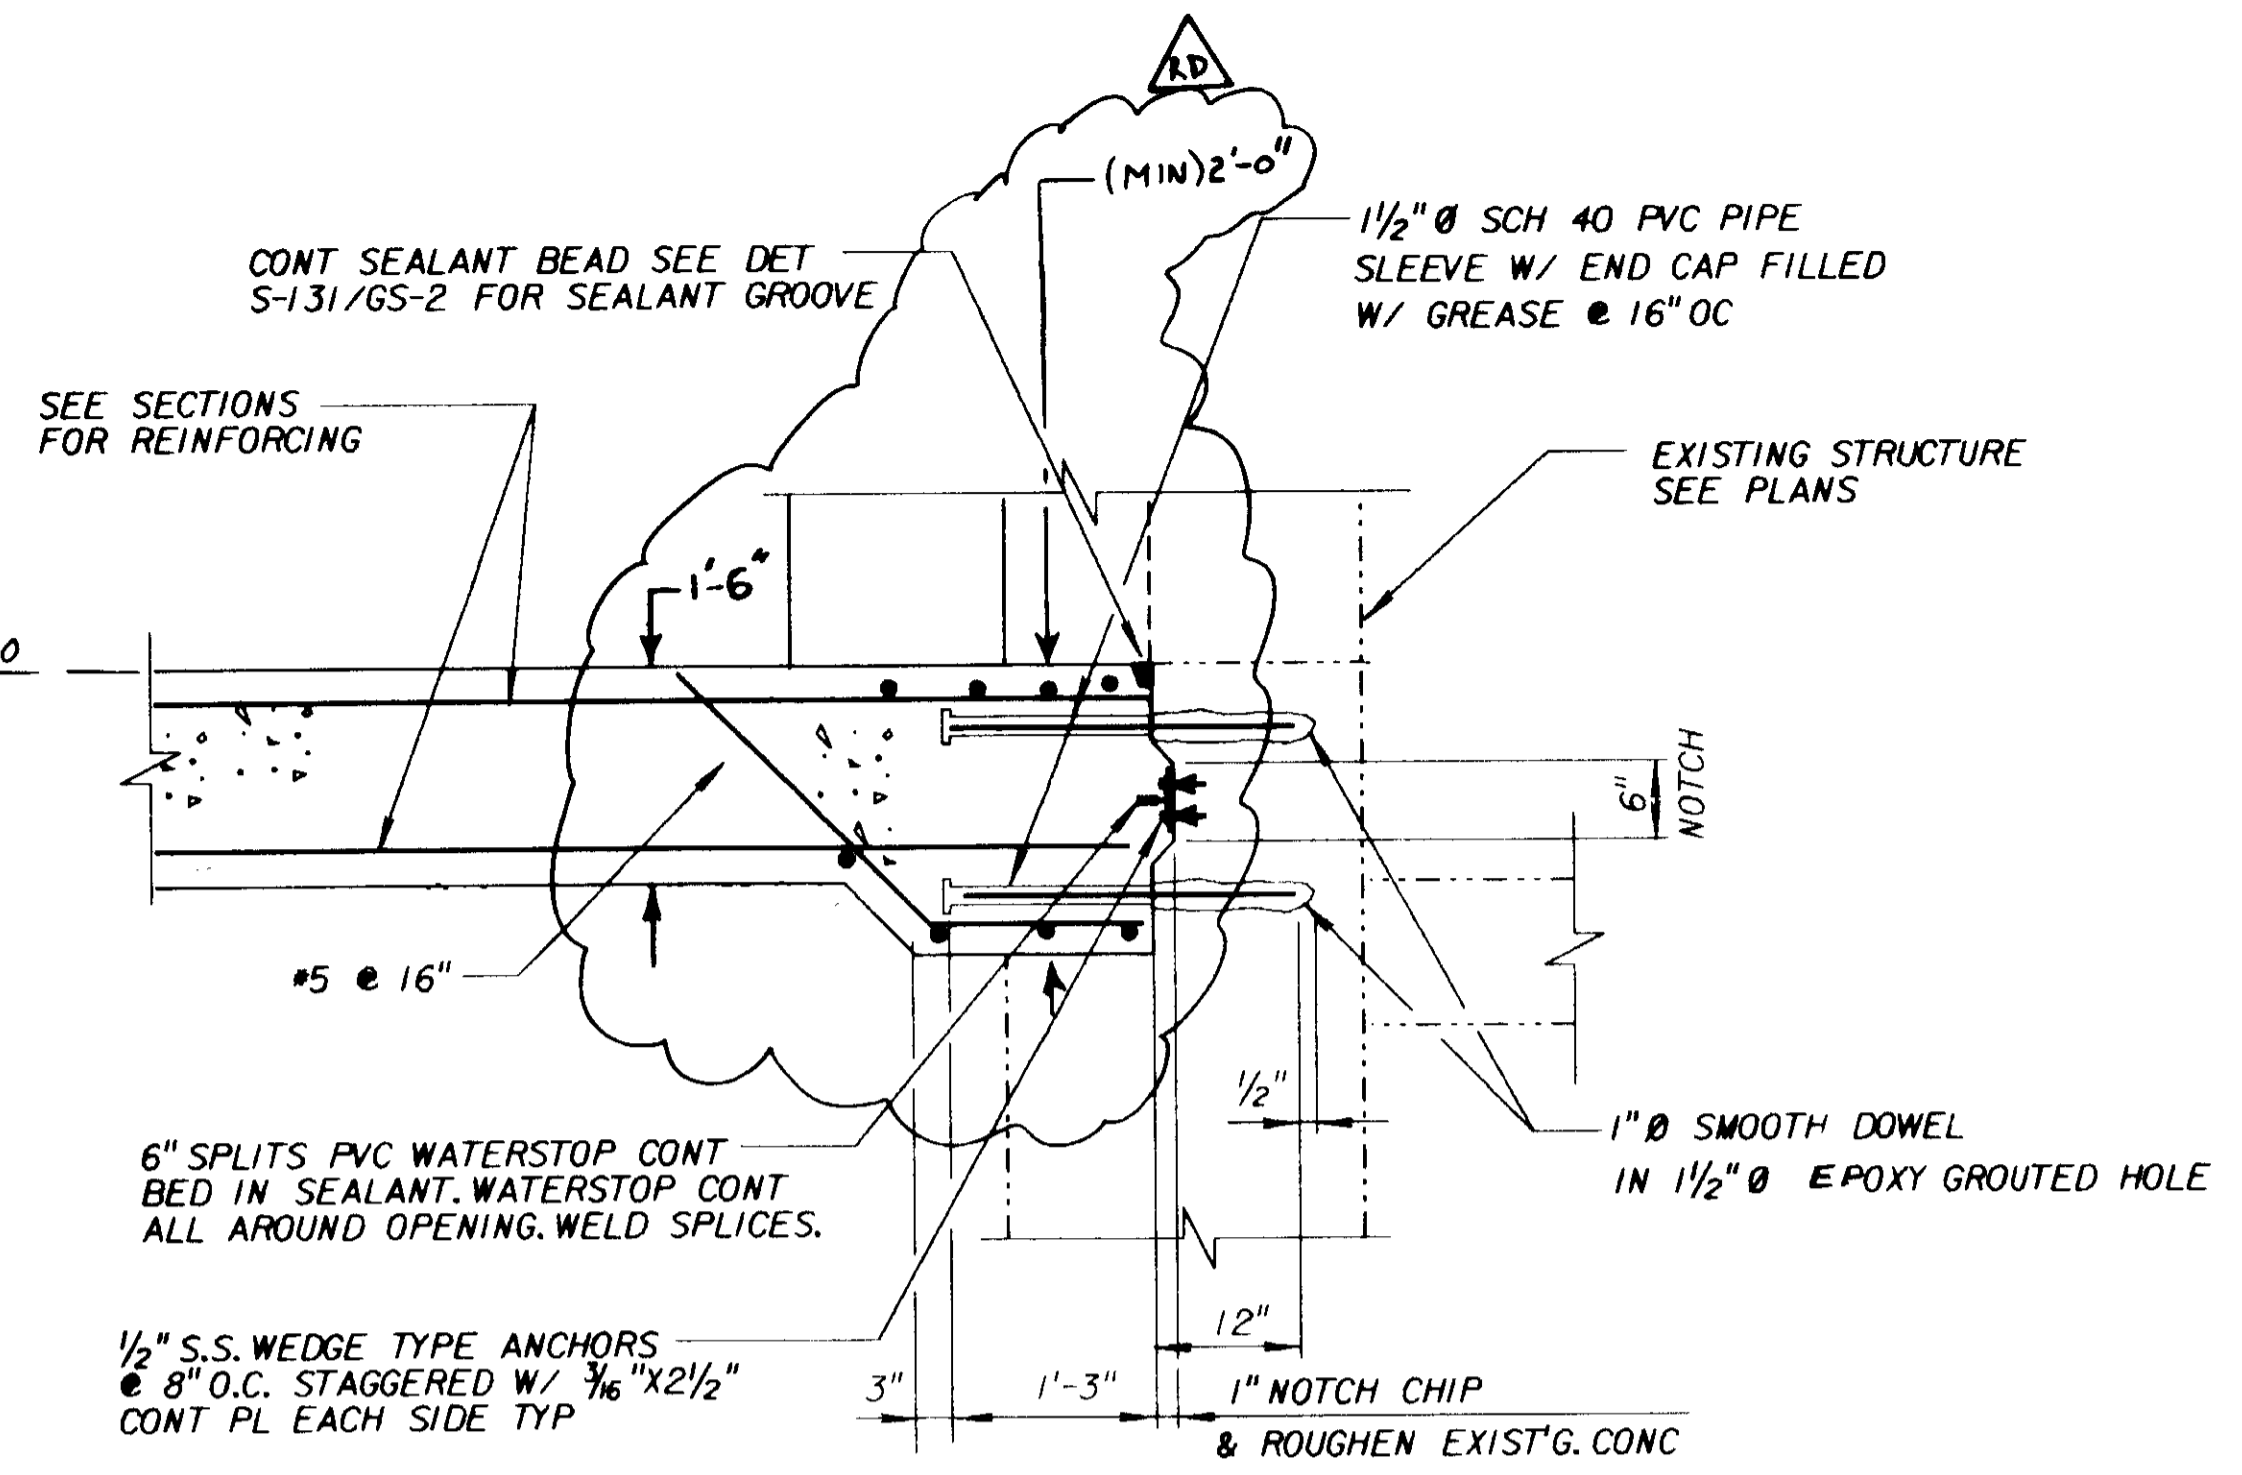 RD
(MIN) 2'-0"
1½"Ø SCH 40 PVC PIPE
SLEEVE W/ END CAP FILLED
W/ GREASE @ 16" OC
CONT SEALANT BEAD SEE DET
S-131/GS-2 FOR SEALANT GROOVE
SEE SECTIONS
FOR REINFORCING
EXISTING STRUCTURE
SEE PLANS
1'-6"
0
6"
NOTCH
#5 @ 16"
½"
1"Ø SMOOTH DOWEL
IN 1½"Ø EPOXY GROUTED HOLE
6" SPLITS PVC WATERSTOP CONT
BED IN SEALANT. WATERSTOP CONT
ALL AROUND OPENING. WELD SPLICES.
½" S.S. WEDGE TYPE ANCHORS
@ 8" O.C. STAGGERED W/ 3/16"X2½"
CONT PL EACH SIDE TYP
12"
3"
1'-3"
1" NOTCH CHIP
& ROUGHEN EXIST'G. CONC